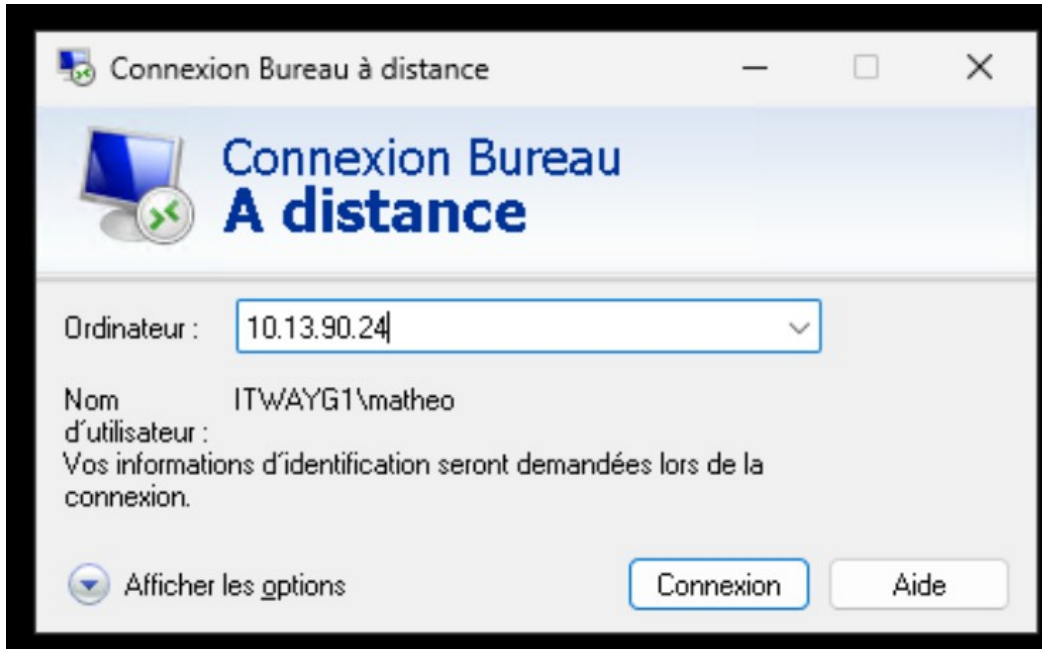 Connexion Bureau à distance
Connexion Bureau
A distance
Ordinateur : 10.13.90.24
Nom ITWAYG1\matheo
d'utilisateur :
Vos informations d'identification seront demandées lors de la
connexion.
Afficher les options Connexion Aide